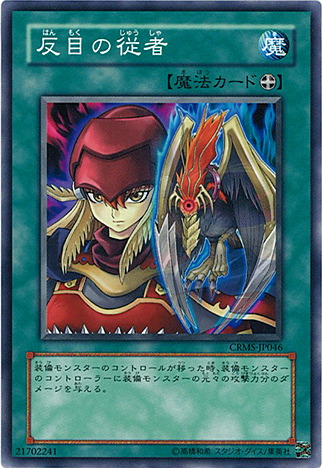 反目の従者
魔
【魔法カード】
CRMS-JP046
装備モンスターのコントロールが移った時、装備モンスター
のコントローラーに装備モンスターの元々の攻撃力分のダ
メージを与える。
21702241
©高橋和希 スタジオ・ダイス/集英社